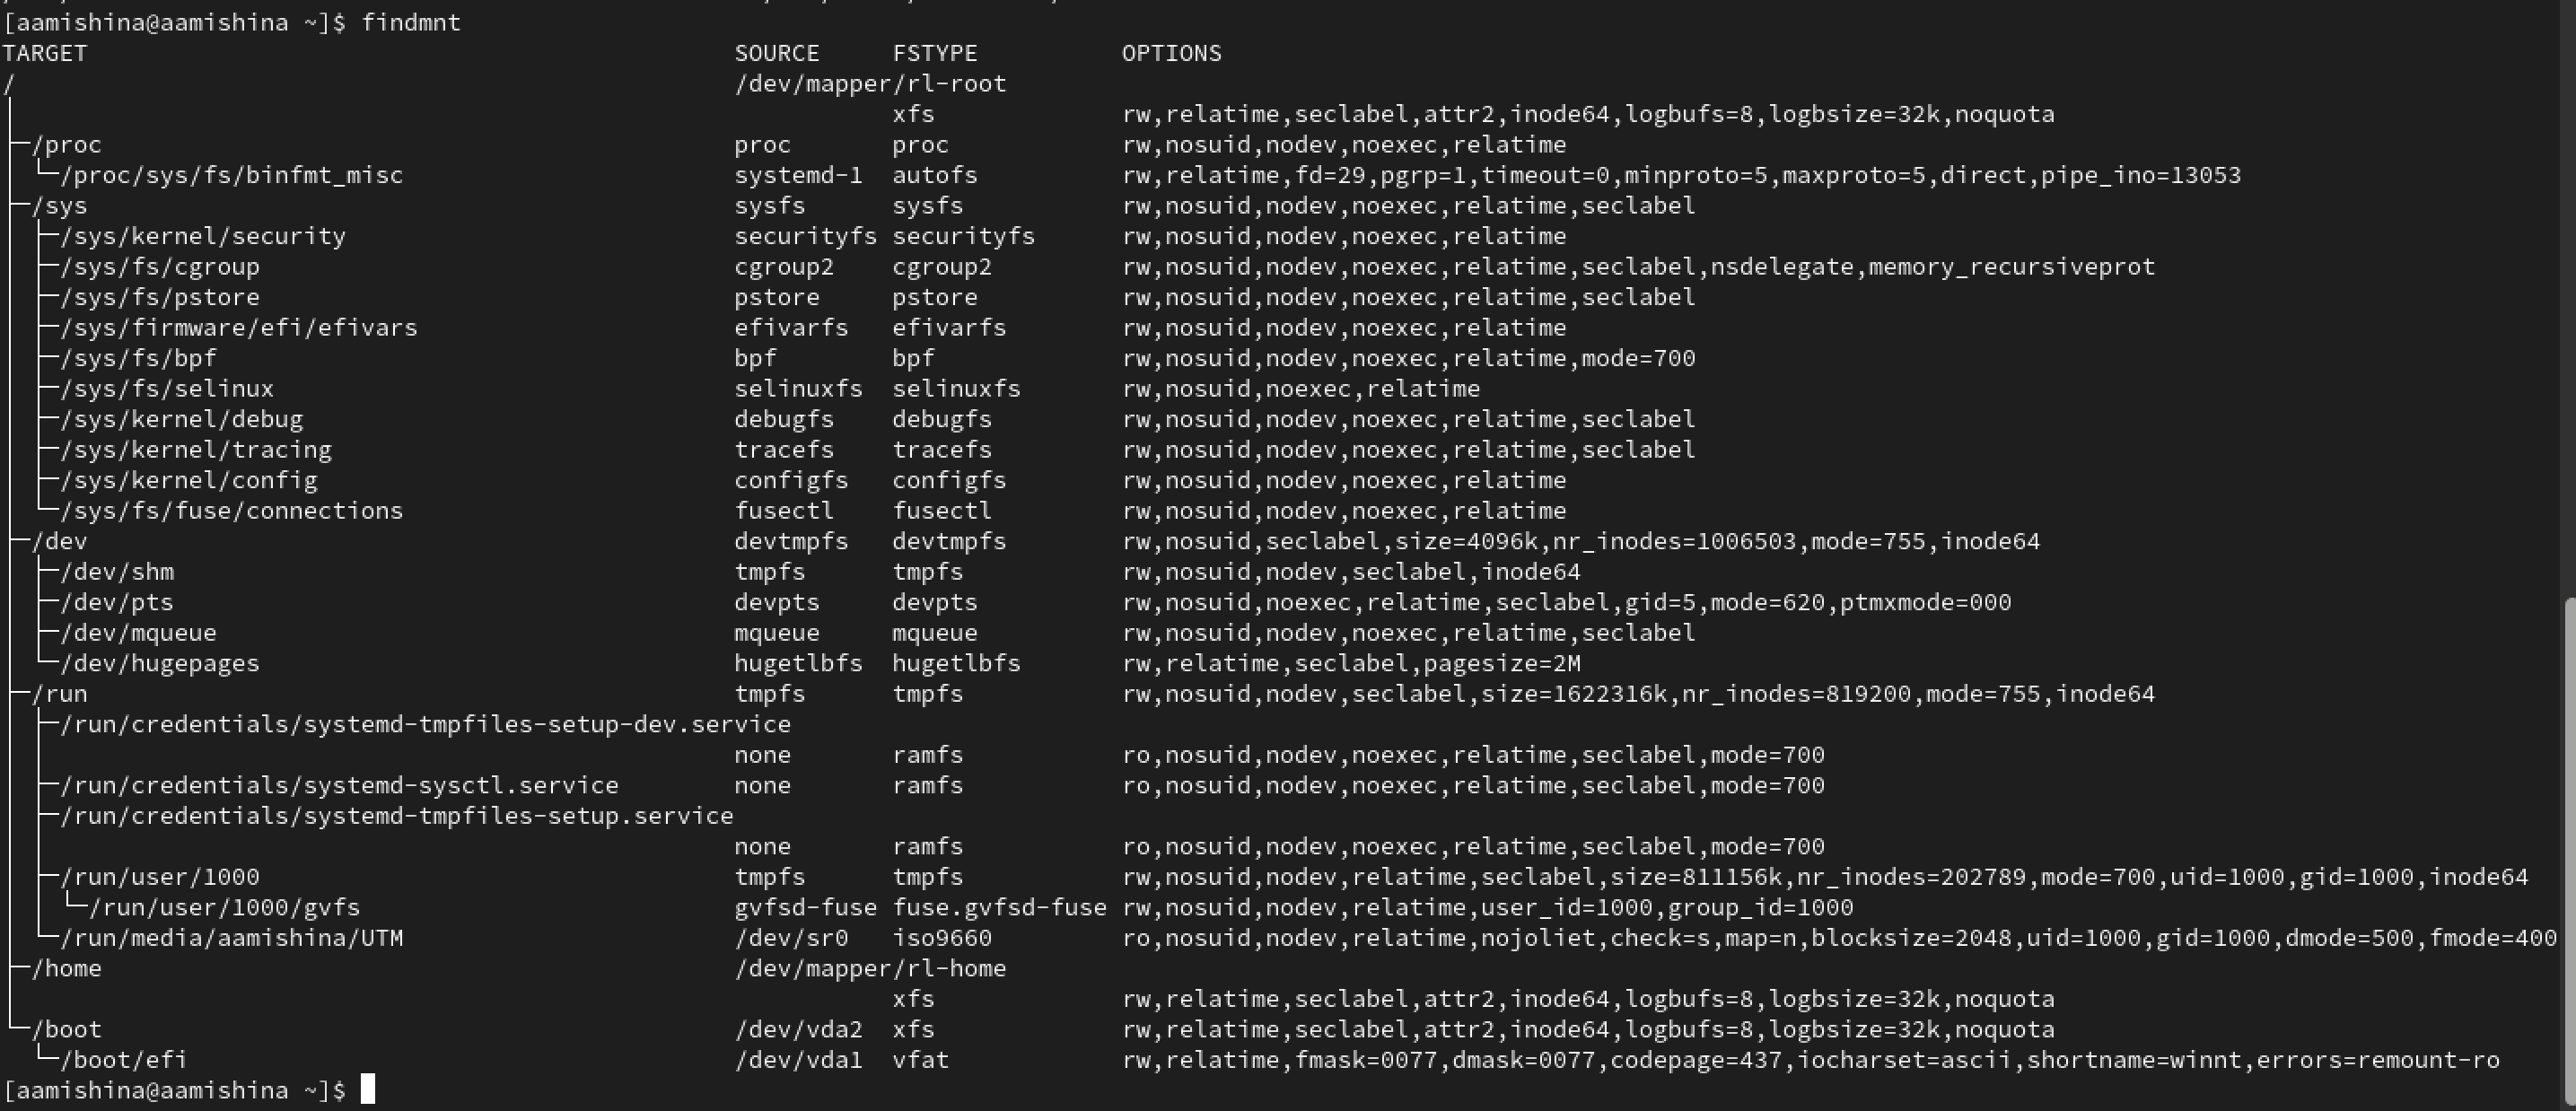 [aamishina@aamishina ~]$ findmnt
TARGET SOURCE FSTYPE OPTIONS
/ /dev/mapper/rl-root
│ xfs rw,relatime,seclabel,attr2,inode64,logbufs=8,logbsize=32k,noquota
├─/proc proc proc rw,nosuid,nodev,noexec,relatime
│ └─/proc/sys/fs/binfmt_misc systemd-1 autofs rw,relatime,fd=29,pgrp=1,timeout=0,minproto=5,maxproto=5,direct,pipe_ino=13053
├─/sys sysfs sysfs rw,nosuid,nodev,noexec,relatime,seclabel
│ ├─/sys/kernel/security securityfs securityfs rw,nosuid,nodev,noexec,relatime
│ ├─/sys/fs/cgroup cgroup2 cgroup2 rw,nosuid,nodev,noexec,relatime,seclabel,nsdelegate,memory_recursiveprot
│ ├─/sys/fs/pstore pstore pstore rw,nosuid,nodev,noexec,relatime,seclabel
│ ├─/sys/firmware/efi/efivars efivarfs efivarfs rw,nosuid,nodev,noexec,relatime
│ ├─/sys/fs/bpf bpf bpf rw,nosuid,nodev,noexec,relatime,mode=700
│ ├─/sys/fs/selinux selinuxfs selinuxfs rw,nosuid,noexec,relatime
│ ├─/sys/kernel/debug debugfs debugfs rw,nosuid,nodev,noexec,relatime,seclabel
│ ├─/sys/kernel/tracing tracefs tracefs rw,nosuid,nodev,noexec,relatime,seclabel
│ ├─/sys/kernel/config configfs configfs rw,nosuid,nodev,noexec,relatime
│ └─/sys/fs/fuse/connections fusectl fusectl rw,nosuid,nodev,noexec,relatime
├─/dev devtmpfs devtmpfs rw,nosuid,seclabel,size=4096k,nr_inodes=1006503,mode=755,inode64
│ ├─/dev/shm tmpfs tmpfs rw,nosuid,nodev,seclabel,inode64
│ ├─/dev/pts devpts devpts rw,nosuid,noexec,relatime,seclabel,gid=5,mode=620,ptmxmode=000
│ ├─/dev/mqueue mqueue mqueue rw,nosuid,nodev,noexec,relatime,seclabel
│ └─/dev/hugepages hugetlbfs hugetlbfs rw,relatime,seclabel,pagesize=2M
├─/run tmpfs tmpfs rw,nosuid,nodev,seclabel,size=1622316k,nr_inodes=819200,mode=755,inode64
│ ├─/run/credentials/systemd-tmpfiles-setup-dev.service
│ │ none ramfs ro,nosuid,nodev,noexec,relatime,seclabel,mode=700
│ ├─/run/credentials/systemd-sysctl.service none ramfs ro,nosuid,nodev,noexec,relatime,seclabel,mode=700
│ ├─/run/credentials/systemd-tmpfiles-setup.service
│ │ none ramfs ro,nosuid,nodev,noexec,relatime,seclabel,mode=700
│ ├─/run/user/1000 tmpfs tmpfs rw,nosuid,nodev,relatime,seclabel,size=811156k,nr_inodes=202789,mode=700,uid=1000,gid=1000,inode64
│ │ └─/run/user/1000/gvfs gvfsd-fuse fuse.gvfsd-fuse rw,nosuid,nodev,relatime,user_id=1000,group_id=1000
│ └─/run/media/aamishina/UTM /dev/sr0 iso9660 ro,nosuid,nodev,relatime,nojoliet,check=s,map=n,blocksize=2048,uid=1000,gid=1000,dmode=500,fmode=400
├─/home /dev/mapper/rl-home
│ xfs rw,relatime,seclabel,attr2,inode64,logbufs=8,logbsize=32k,noquota
└─/boot /dev/vda2 xfs rw,relatime,seclabel,attr2,inode64,logbufs=8,logbsize=32k,noquota
└─/boot/efi /dev/vda1 vfat rw,relatime,fmask=0077,dmask=0077,codepage=437,iocharset=ascii,shortname=winnt,errors=remount-ro
[aamishina@aamishina ~]$